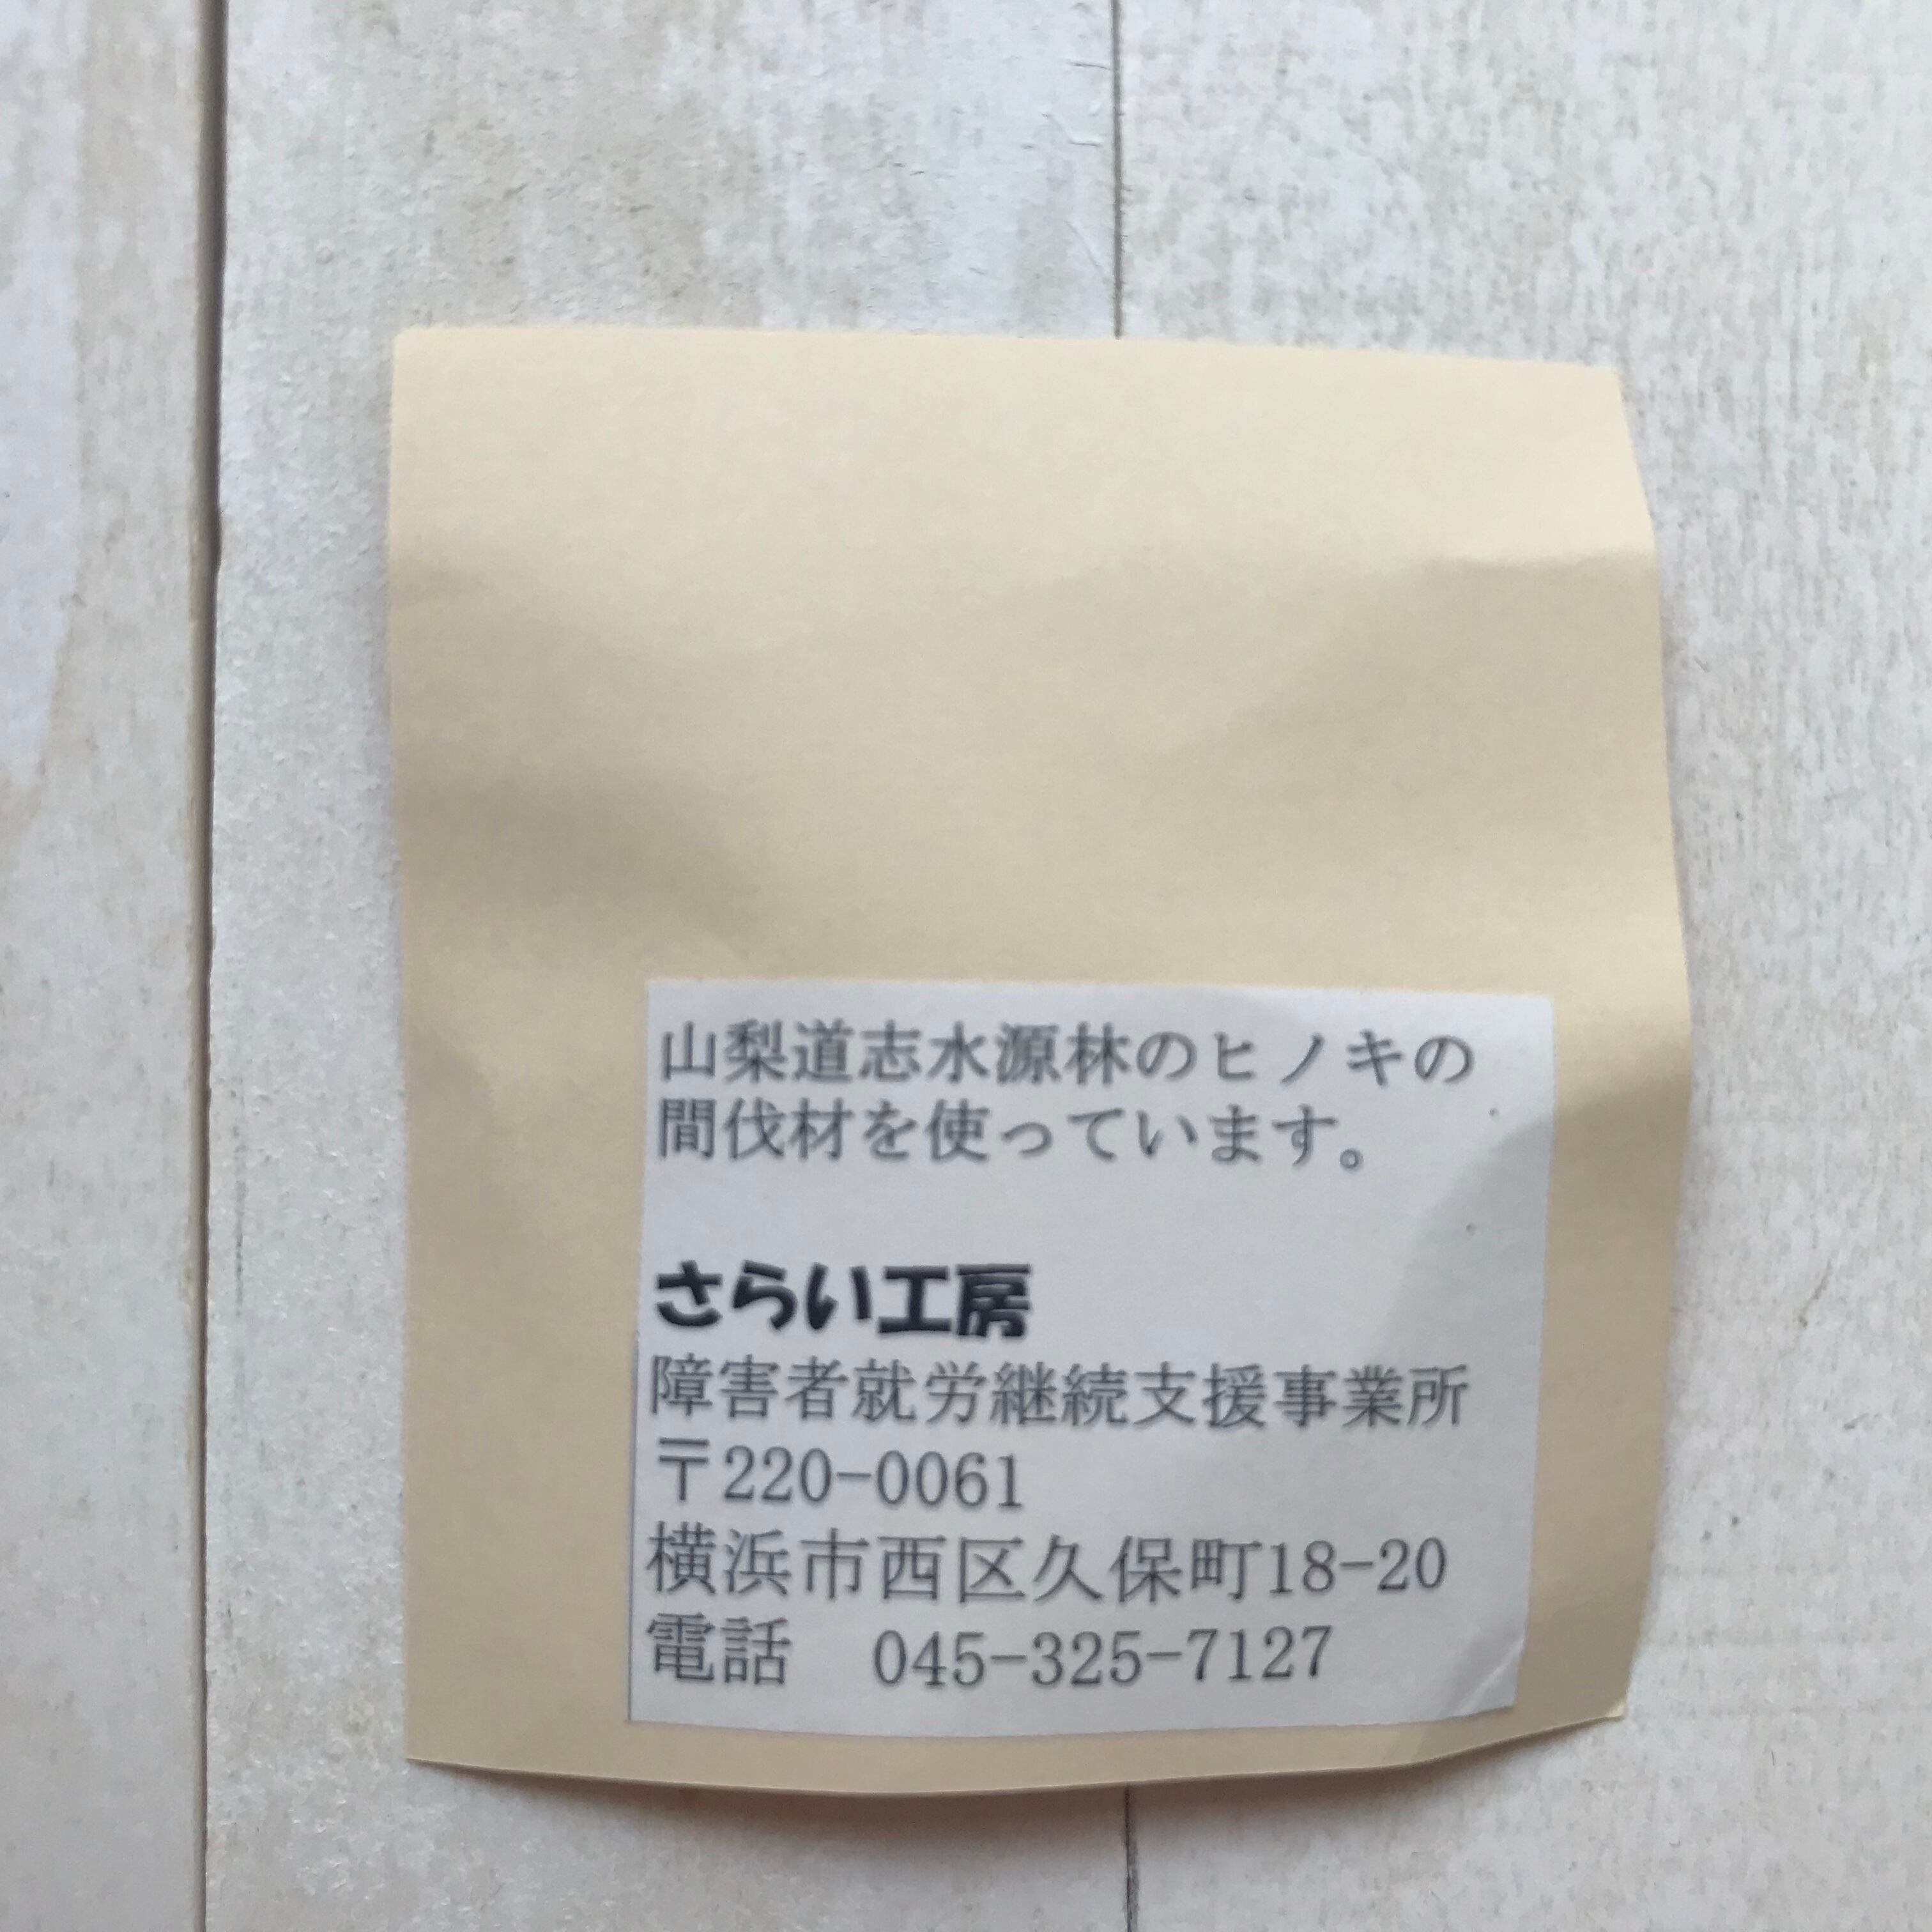 山梨道志水源林のヒノキの
間伐材を使っています。
さらい工房
障害者就労継続支援事業所
〒220-0061
横浜市西区久保町18-20
電話　045-325-7127